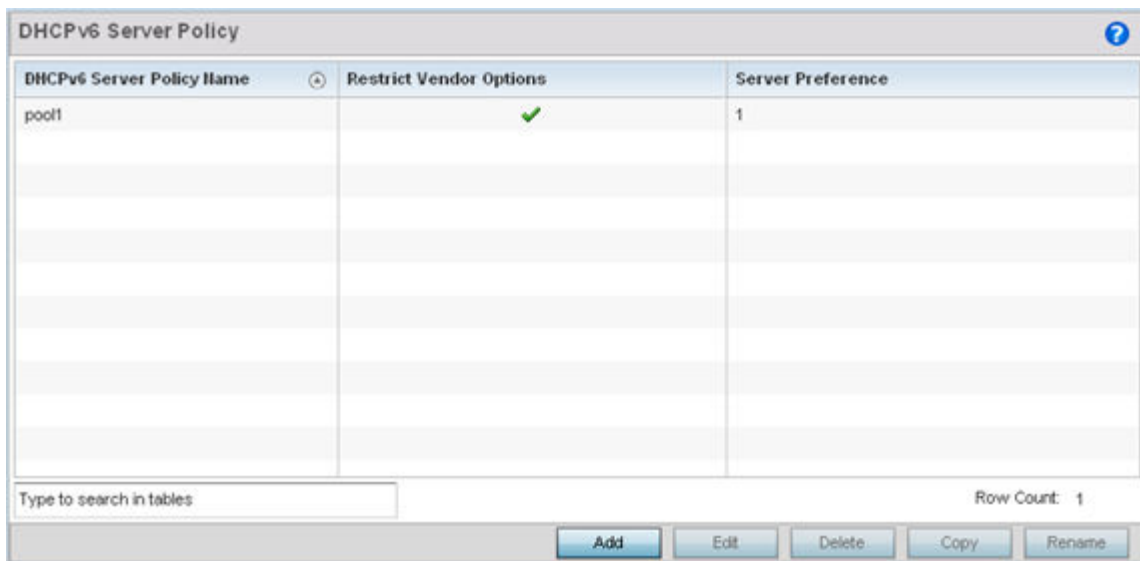 DHCPv6 Server Policy
?
DHCPv6 Server Policy Name Restrict Vendor Options Server Preference
pool1 1
Type to search in tables Row Count: 1
Add Edit Delete Copy Rename